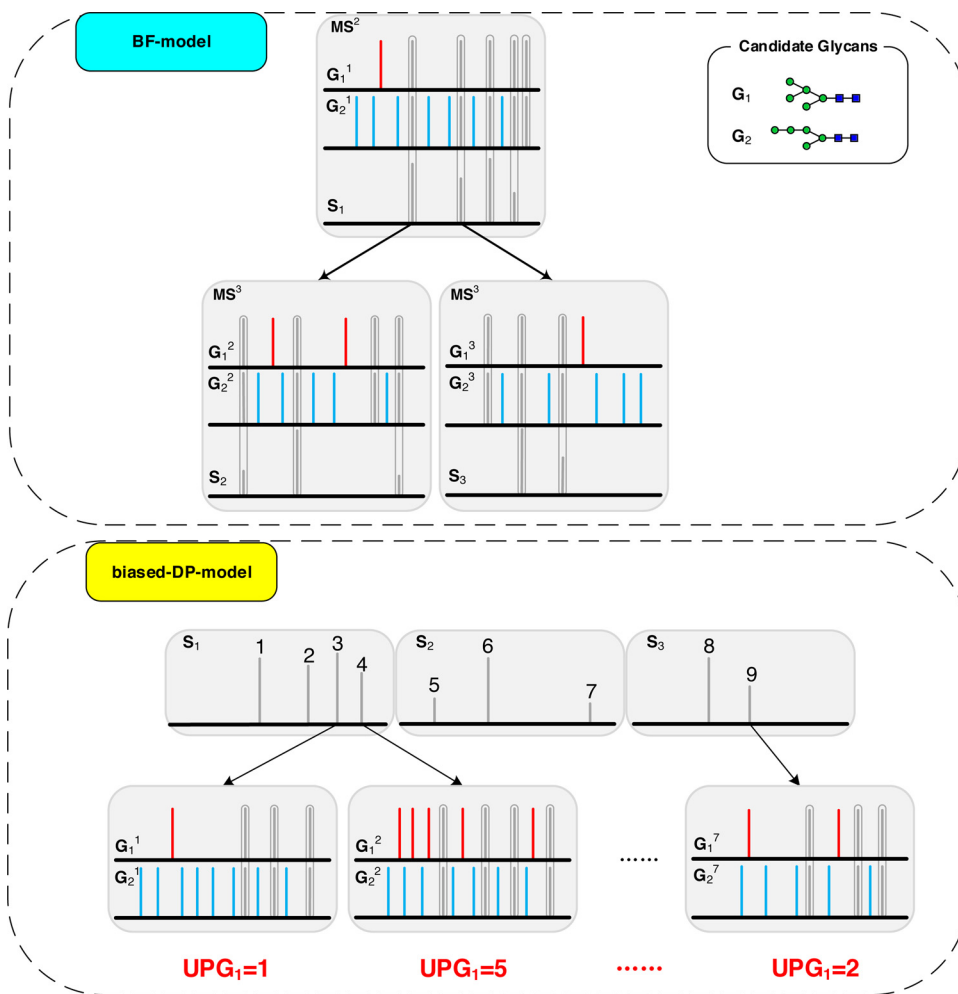 BF-model
Candidate Glycans
G₁
G₂
MS²
G₁¹
G₂¹
S₁
MS³
G₁²
G₂²
S₂
MS³
G₁³
G₂³
S₃
biased-DP-model
S₁ 1 2 3 4
S₂ 5 6 7
S₃ 8 9
G₁¹
G₂¹
G₁²
G₂²
......
G₁⁷
G₂⁷
UPG₁=1 UPG₁=5 ...... UPG₁=2